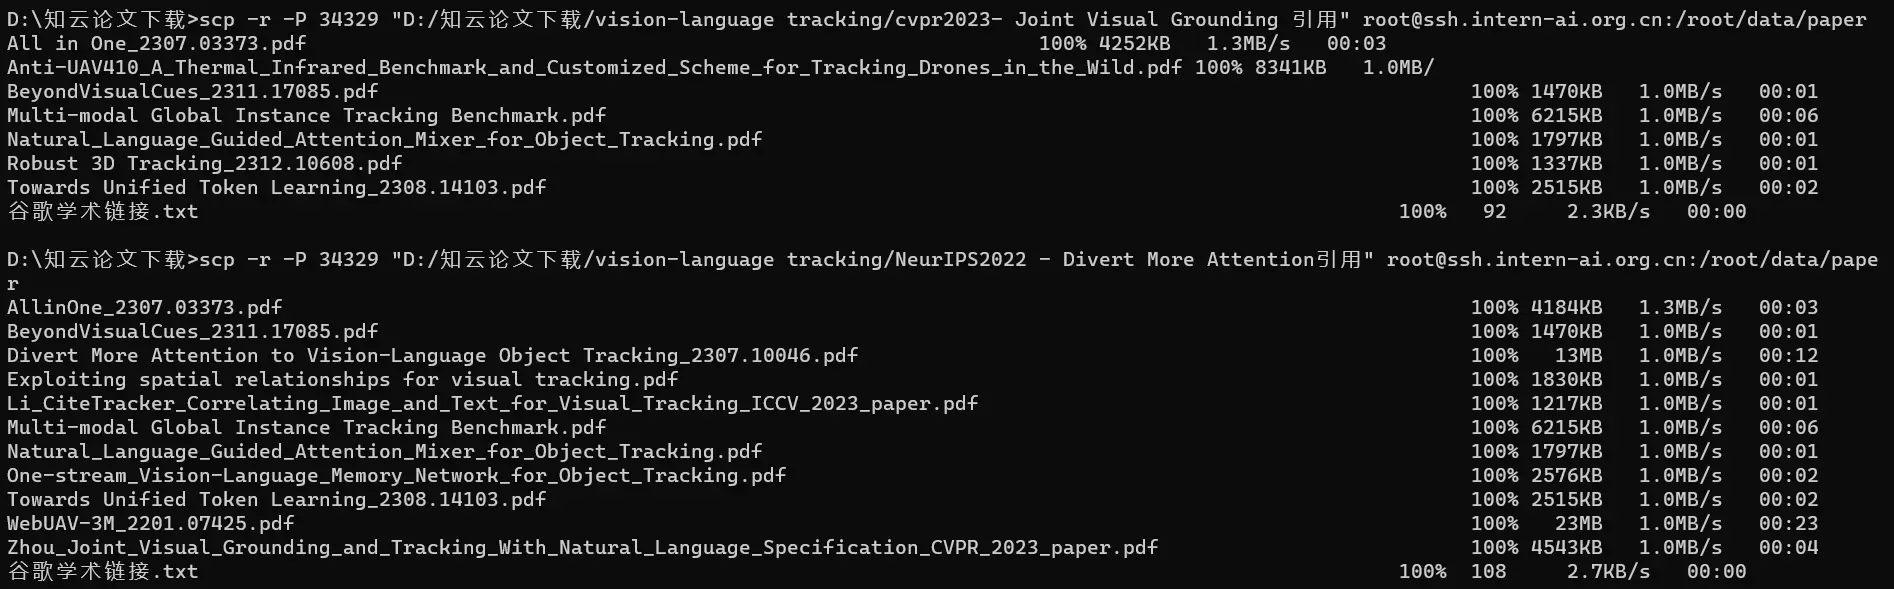 D:\知云论文下载>scp -r -P 34329 "D:/知云论文下载/vision-language tracking/cvpr2023- Joint Visual Grounding 引用" root@ssh.intern-ai.org.cn:/root/data/paper
All in One_2307.03373.pdf 100% 4252KB 1.3MB/s 00:03
Anti-UAV410_A_Thermal_Infrared_Benchmark_and_Customized_Scheme_for_Tracking_Drones_in_the_Wild.pdf 100% 8341KB 1.0MB/
BeyondVisualCues_2311.17085.pdf 100% 1470KB 1.0MB/s 00:01
Multi-modal Global Instance Tracking Benchmark.pdf 100% 6215KB 1.0MB/s 00:06
Natural_Language_Guided_Attention_Mixer_for_Object_Tracking.pdf 100% 1797KB 1.0MB/s 00:01
Robust 3D Tracking_2312.10608.pdf 100% 1337KB 1.0MB/s 00:01
Towards Unified Token Learning_2308.14103.pdf 100% 2515KB 1.0MB/s 00:02
谷歌学术链接.txt 100% 92 2.3KB/s 00:00
D:\知云论文下载>scp -r -P 34329 "D:/知云论文下载/vision-language tracking/NeurIPS2022 - Divert More Attention引用" root@ssh.intern-ai.org.cn:/root/data/pape
r
AllinOne_2307.03373.pdf 100% 4184KB 1.3MB/s 00:03
BeyondVisualCues_2311.17085.pdf 100% 1470KB 1.0MB/s 00:01
Divert More Attention to Vision-Language Object Tracking_2307.10046.pdf 100% 13MB 1.0MB/s 00:12
Exploiting spatial relationships for visual tracking.pdf 100% 1830KB 1.0MB/s 00:01
Li_CiteTracker_Correlating_Image_and_Text_for_Visual_Tracking_ICCV_2023_paper.pdf 100% 1217KB 1.0MB/s 00:01
Multi-modal Global Instance Tracking Benchmark.pdf 100% 6215KB 1.0MB/s 00:06
Natural_Language_Guided_Attention_Mixer_for_Object_Tracking.pdf 100% 1797KB 1.0MB/s 00:01
One-stream_Vision-Language_Memory_Network_for_Object_Tracking.pdf 100% 2576KB 1.0MB/s 00:02
Towards Unified Token Learning_2308.14103.pdf 100% 2515KB 1.0MB/s 00:02
WebUAV-3M_2201.07425.pdf 100% 23MB 1.0MB/s 00:23
Zhou_Joint_Visual_Grounding_and_Tracking_With_Natural_Language_Specification_CVPR_2023_paper.pdf 100% 4543KB 1.0MB/s 00:04
谷歌学术链接.txt 100% 108 2.7KB/s 00:00